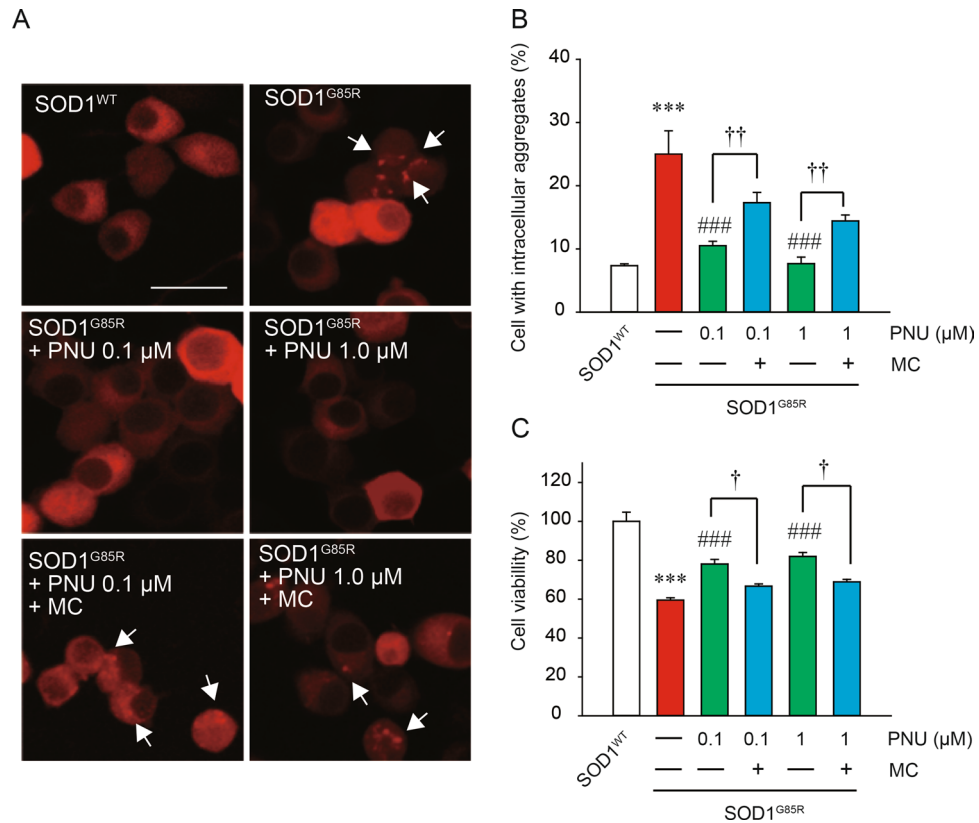 A
SOD1WT
SOD1G85R
SOD1G85R
+ PNU 0.1 µM
SOD1G85R
+ PNU 1.0 µM
SOD1G85R
+ PNU 0.1 µM
+ MC
SOD1G85R
+ PNU 1.0 µM
+ MC
B
Cell with intracellular aggregates (%)
40
30
20
10
0
***
###
††
###
††
SOD1WT
— 0.1 0.1 1 1 PNU (µM)
— + — + MC
SOD1G85R
C
Cell viabillity (%)
120
100
80
60
40
20
0
***
###
†
###
†
SOD1WT
— 0.1 0.1 1 1 PNU (µM)
— + — + MC
SOD1G85R